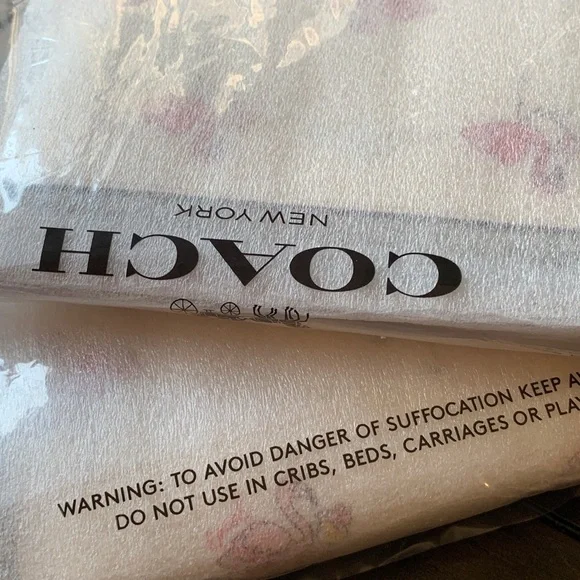 COACH
NEW YORK
WARNING: TO AVOID DANGER OF SUFFOCATION KEEP
DO NOT USE IN CRIBS, BEDS, CARRIAGES OR